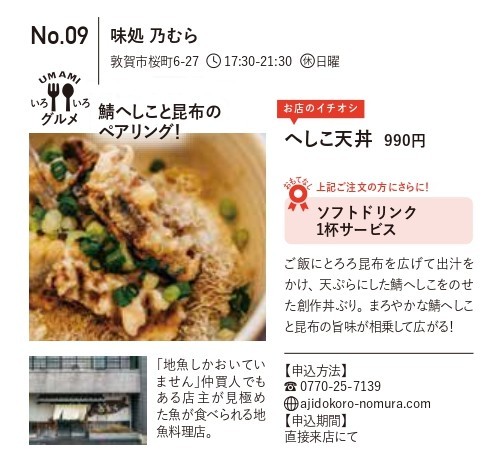 No.09
味処 乃むら
敦賀市桜町6-27 17:30-21:30 休日曜
UMAMI
いろいろ
グルメ
鯖へしこと昆布の
ペアリング！
お店のイチオシ
へしこ天丼 990円
おもてなし
上記ご注文の方にさらに！
ソフトドリンク
1杯サービス
ご飯にとろろ昆布を広げて出汁を
かけ、天ぷらにした鯖へしこをのせ
た創作丼ぶり。まろやかな鯖へしこ
と昆布の旨味が相乗して広がる！
「地魚しかおいてい
ません」仲買人でも
ある店主が見極め
た魚が食べられる地
魚料理店。
【申込方法】
☎ 0770-25-7139
ajidokoro-nomura.com
【申込期間】
直接来店にて